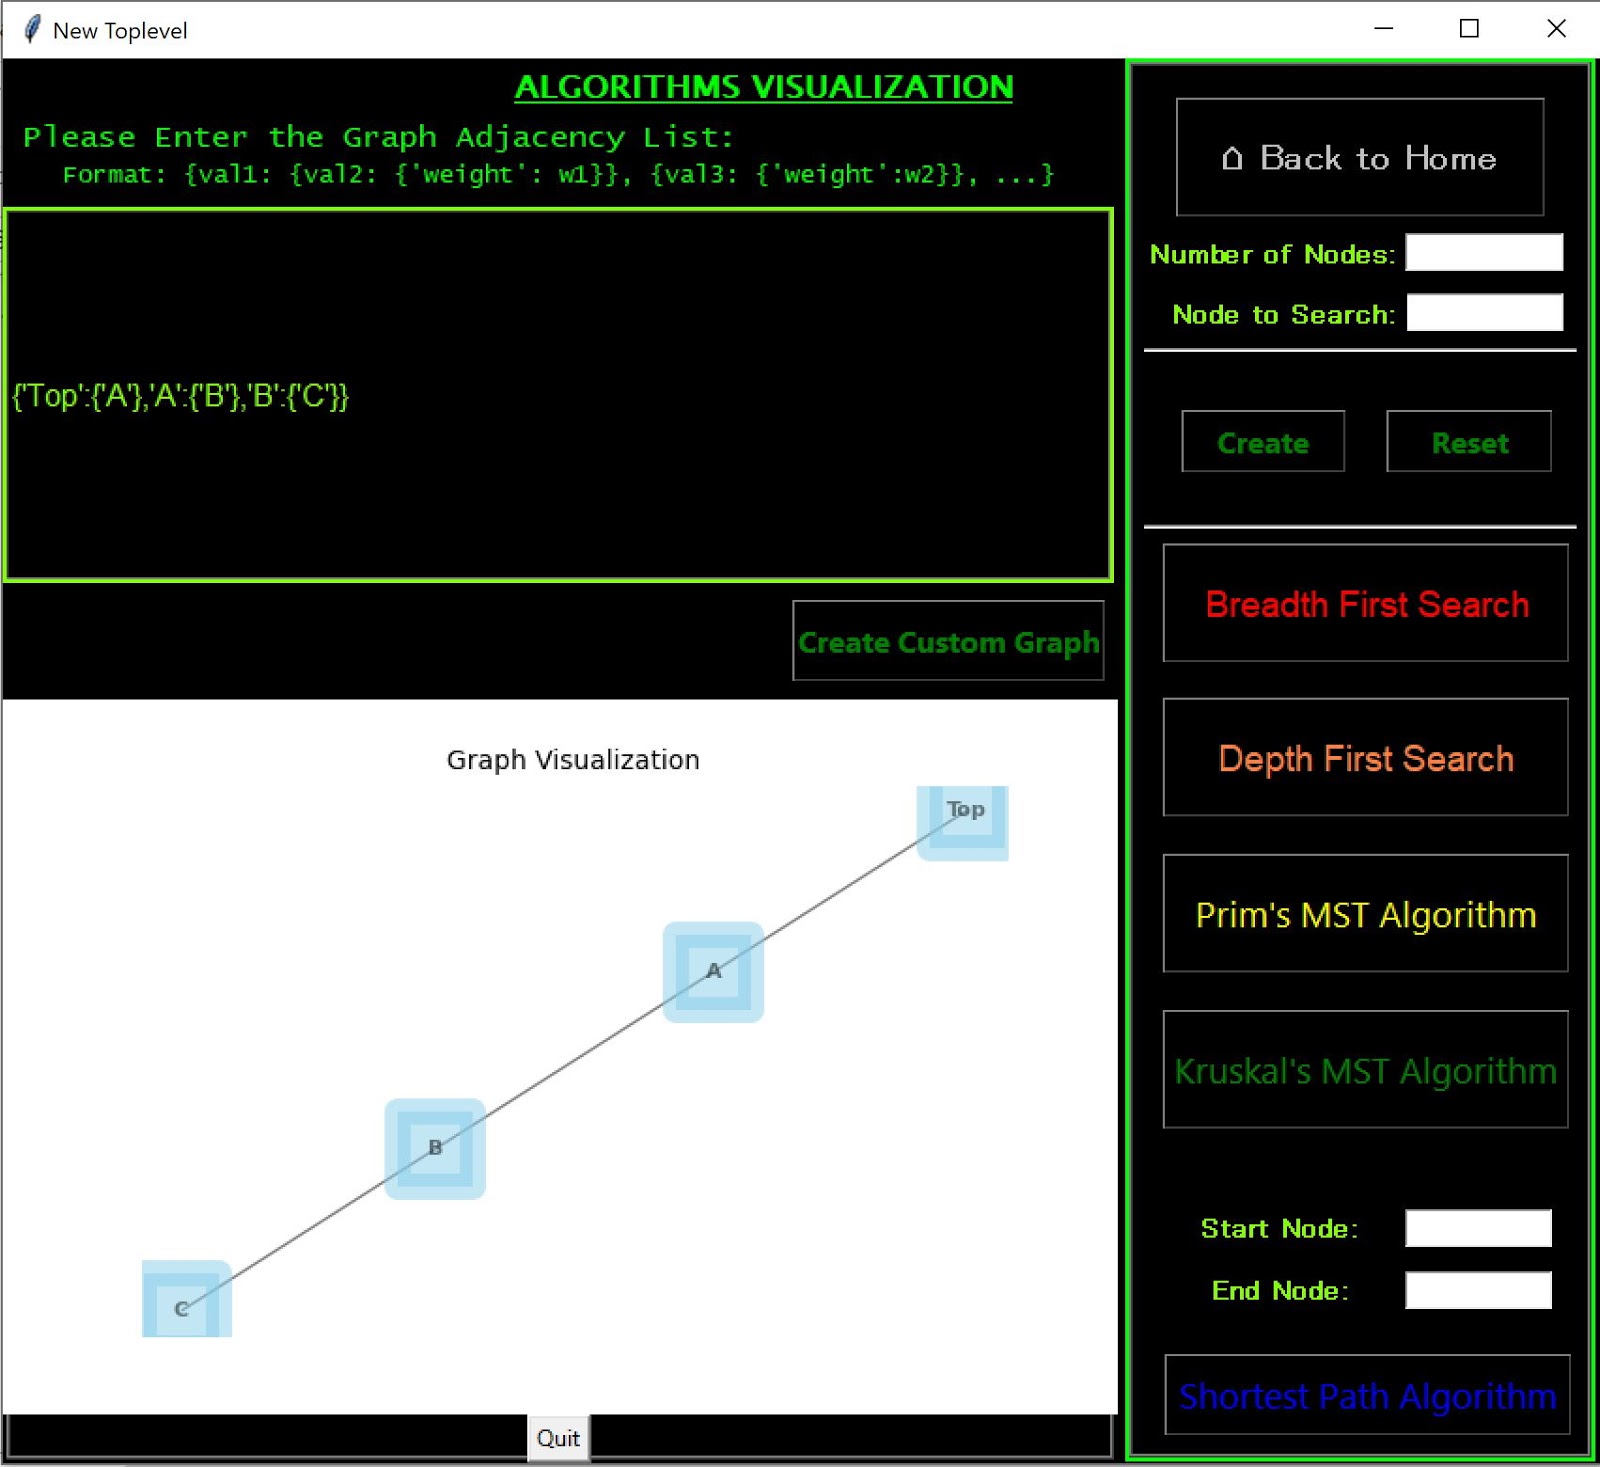 New Toplevel
ALGORITHMS VISUALIZATION
Please Enter the Graph Adjacency List:
Format: {val1: {val2: {'weight': w1}}, {val3: {'weight':w2}}, ...}
{'Top':{'A'},'A':{'B'},'B':{'C'}}
Create Custom Graph
Graph Visualization
Top
A
B
C
Quit
⌂ Back to Home
Number of Nodes:
Node to Search:
Create
Reset
Breadth First Search
Depth First Search
Prim's MST Algorithm
Kruskal's MST Algorithm
Start Node:
End Node:
Shortest Path Algorithm